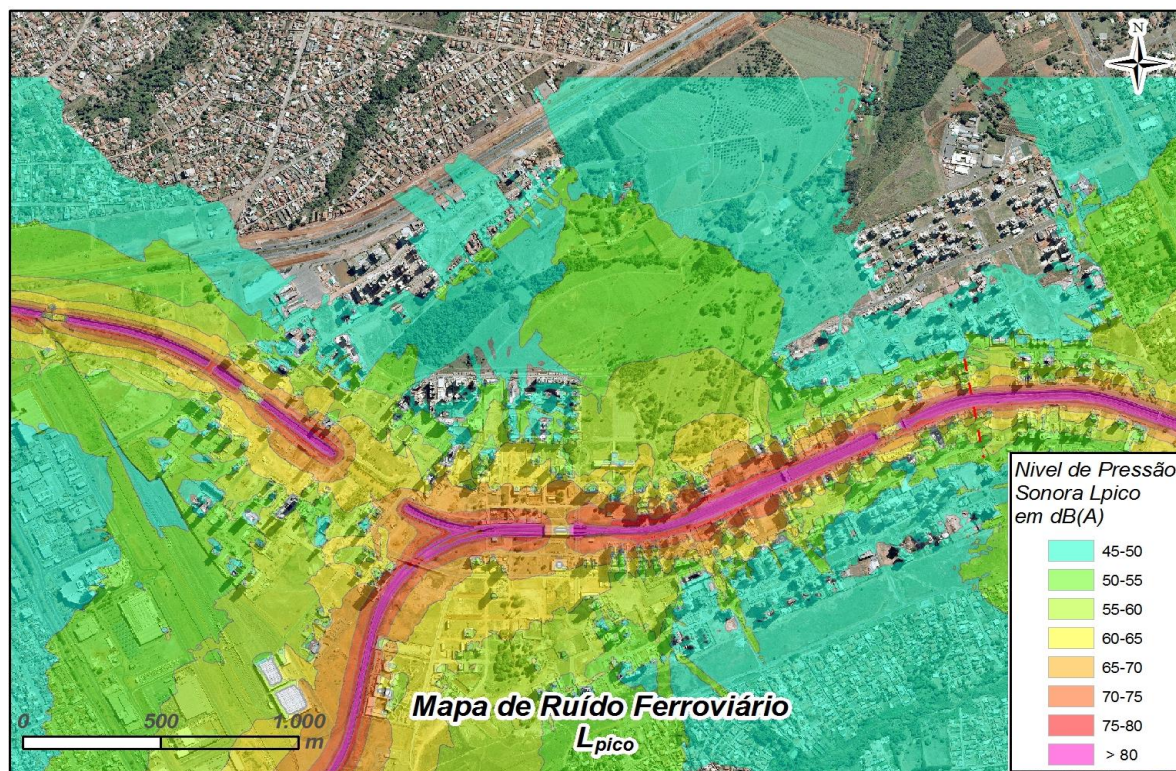 N
Nivel de Pressão
Sonora Lpico
em dB(A)
45-50
50-55
55-60
60-65
65-70
70-75
75-80
> 80
0 500 1.000
m
Mapa de Ruído Ferroviário
Lpico